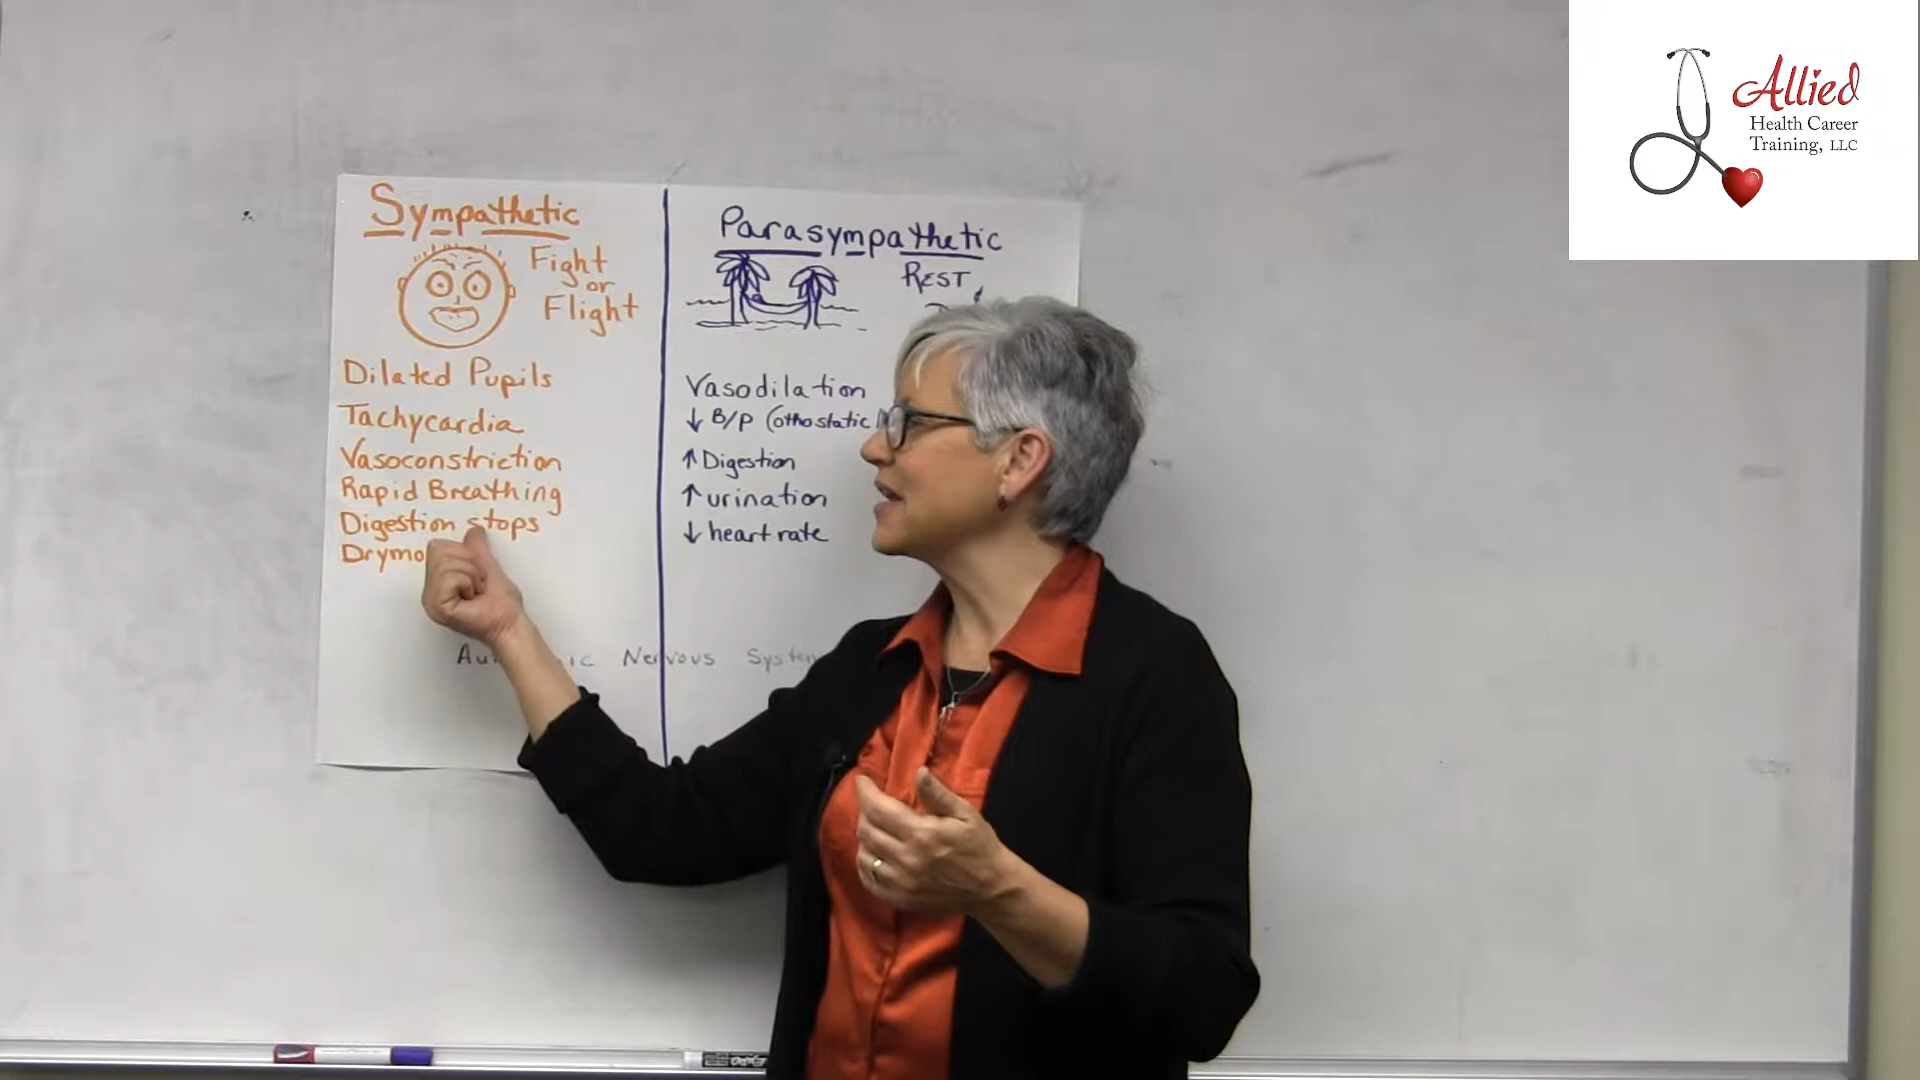 Sympathetic
Fight
or
Flight
Dilated Pupils
Tachycardia
Vasoconstriction
Rapid Breathing
Digestion stops
Parasympathetic
REST
Vasodilation
↓ B/P (othostatic
↑ Digestion
↑ urination
↓ heart rate
Nervous System
Allied
Health Career
Training, LLC